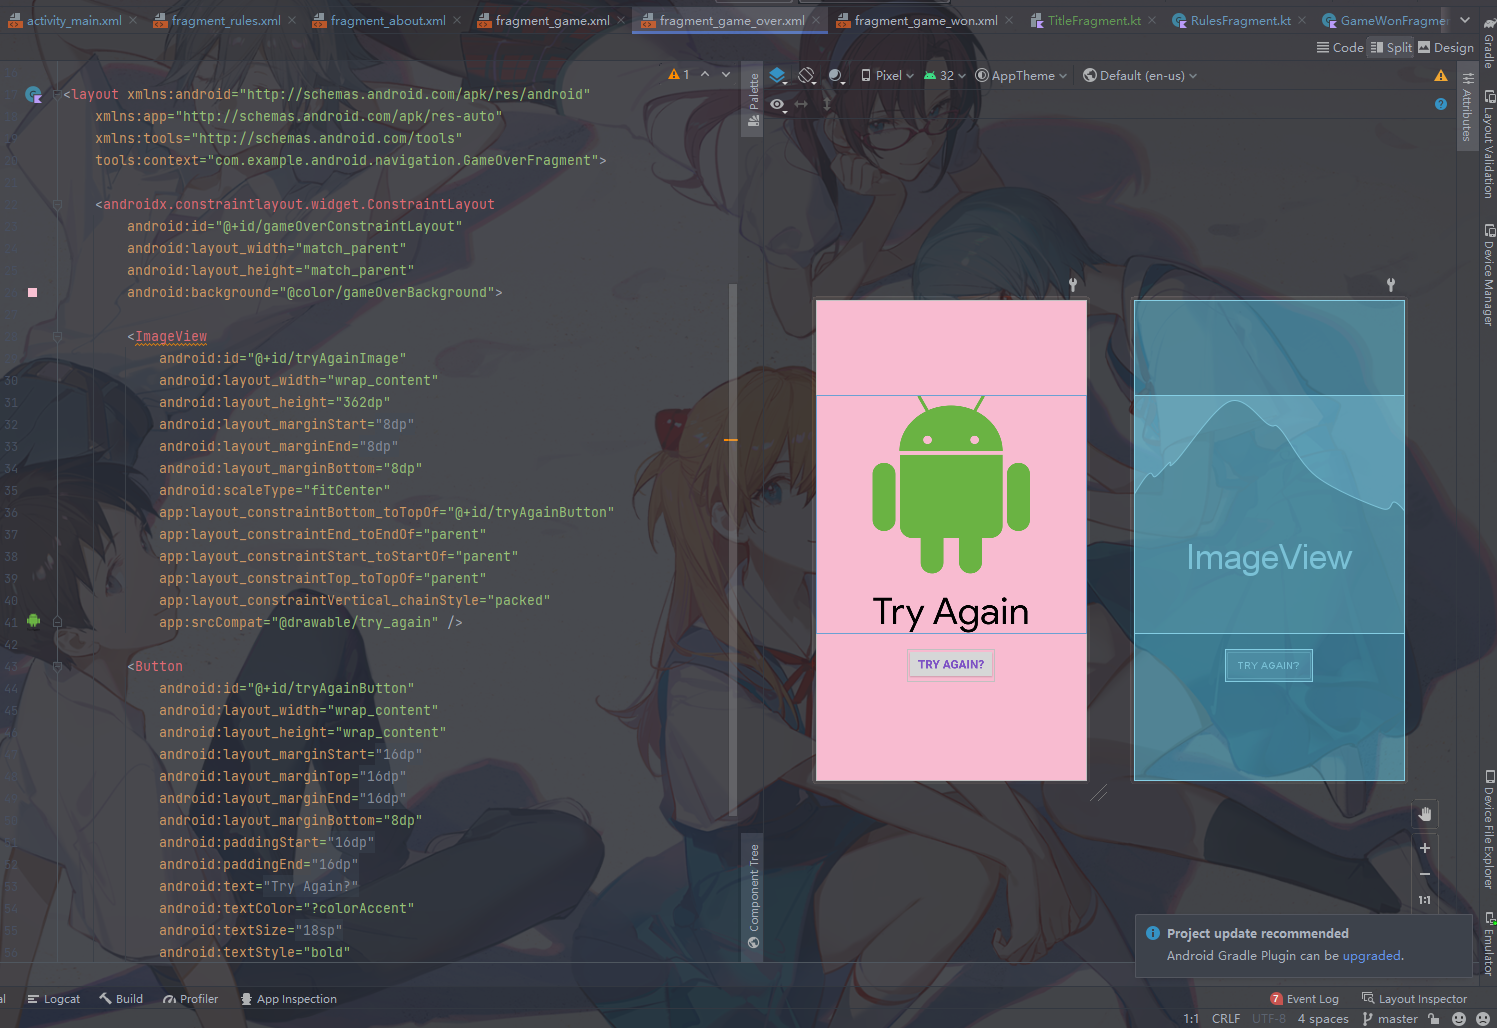 activity_main.xml
fragment_rules.xml
fragment_about.xml
fragment_game.xml
fragment_game_over.xml
fragment_game_won.xml
TitleFragment.kt
RulesFragment.kt
GameWonFragmer
Gradle
Code
Split
Design
1
Palette
Pixel
32
AppTheme
Default (en-us)
Attributes
Layout Validation
Device Manager
<layout xmlns:android="http://schemas.android.com/apk/res/android"
xmlns:app="http://schemas.android.com/apk/res-auto"
xmlns:tools="http://schemas.android.com/tools"
tools:context="com.example.android.navigation.GameOverFragment">
<androidx.constraintlayout.widget.ConstraintLayout
android:id="@+id/gameOverConstraintLayout"
android:layout_width="match_parent"
android:layout_height="match_parent"
android:background="@color/gameOverBackground">
<ImageView
android:id="@+id/tryAgainImage"
30 android:layout_width="wrap_content"
31 android:layout_height="362dp"
32 android:layout_marginStart="8dp"
33 android:layout_marginEnd="8dp"
34 android:layout_marginBottom="8dp"
35 android:scaleType="fitCenter"
36 app:layout_constraintBottom_toTopOf="@+id/tryAgainButton"
37 app:layout_constraintEnd_toEndOf="parent"
38 app:layout_constraintStart_toStartOf="parent"
39 app:layout_constraintTop_toTopOf="parent"
40 app:layout_constraintVertical_chainStyle="packed"
41 app:srcCompat="@drawable/try_again" />
42
43 <Button
44 android:id="@+id/tryAgainButton"
45 android:layout_width="wrap_content"
android:layout_height="wrap_content"
android:layout_marginStart="16dp"
android:layout_marginTop="16dp"
android:layout_marginEnd="16dp"
android:layout_marginBottom="8dp"
android:paddingStart="16dp"
android:paddingEnd="16dp"
android:text="Try Again?"
54 android:textColor="?colorAccent"
55 android:textSize="18sp"
56 android:textStyle="bold"
Try Again
TRY AGAIN?
ImageView
TRY AGAIN?
Component Tree
1:1
Device File Explorer
Emulator
Project update recommended
Android Gradle Plugin can be upgraded.
al
Logcat
Build
Profiler
App Inspection
7 Event Log
Layout Inspector
1:1
CRLF
UTF-8
4 spaces
master